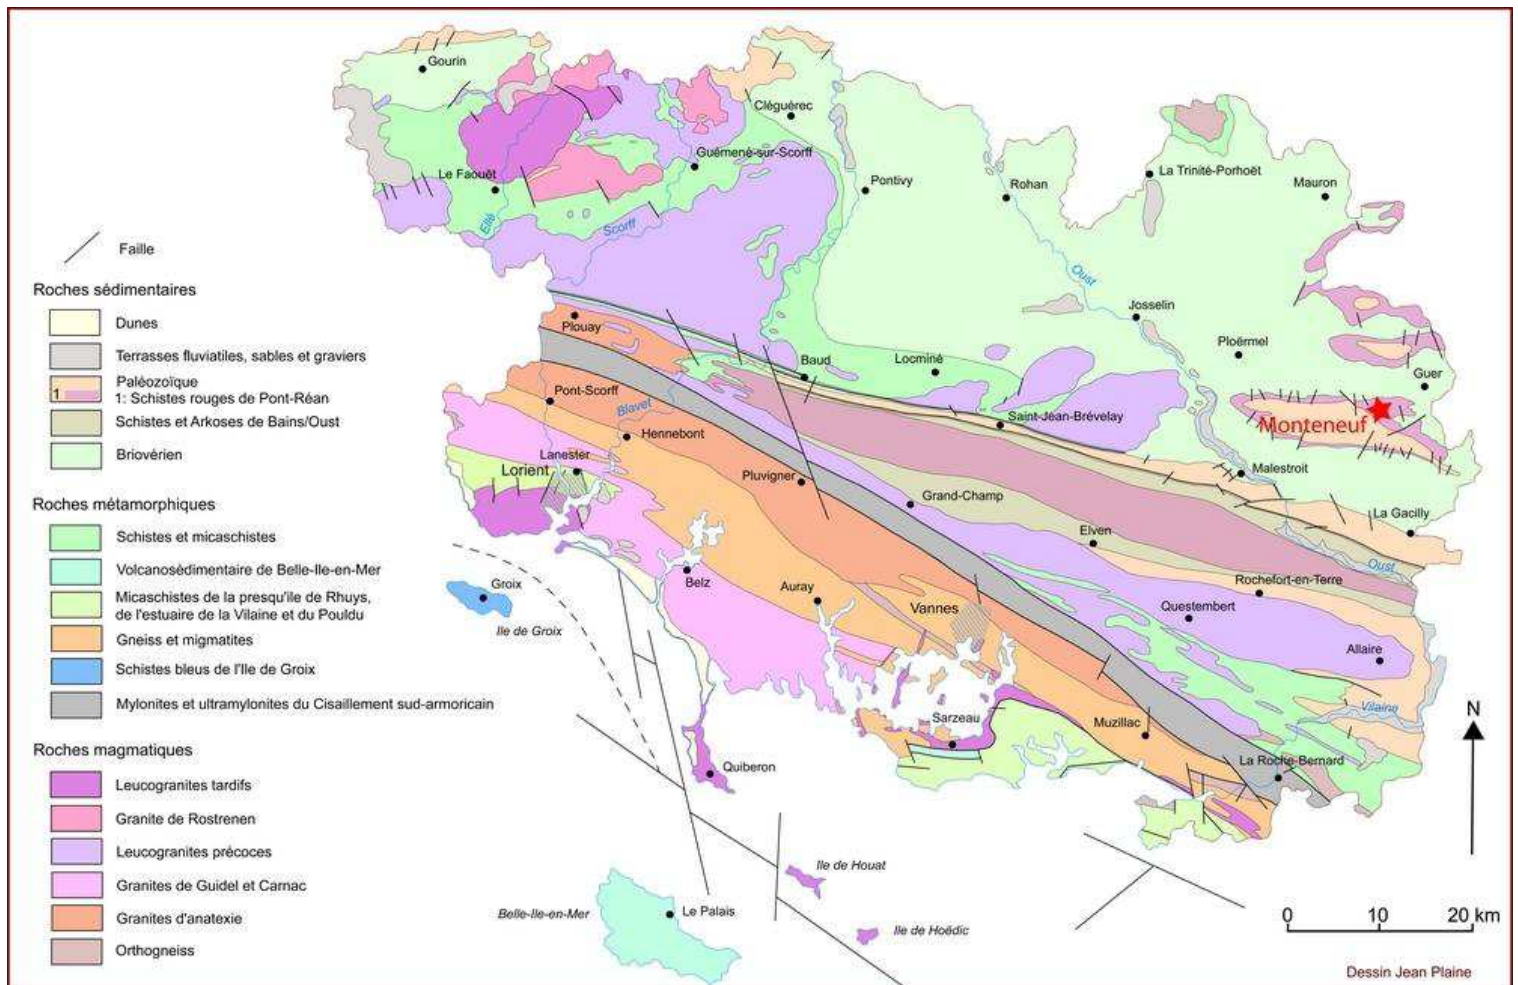 Gourin
Cléguérec
Guémené-sur-Scorff
Le Faouët
Pontivy
Rohan
La Trinité-Porhoët
Mauron
Ellé
Scorff
Oust
Faille
Roches sédimentaires
Dunes
Terrasses fluviatiles, sables et graviers
Paléozoïque
1
1: Schistes rouges de Pont-Réan
Schistes et Arkoses de Bains/Oust
Briovérien
Roches métamorphiques
Schistes et micaschistes
Volcanosédimentaire de Belle-Ile-en-Mer
Micaschistes de la presqu'ile de Rhuys,
de l'estuaire de la Vilaine et du Pouldu
Gneiss et migmatites
Schistes bleus de l'Ile de Groix
Mylonites et ultramylonites du Cisaillement sud-armoricain
Roches magmatiques
Leucogranites tardifs
Granite de Rostrenen
Leucogranites précoces
Granites de Guidel et Carnac
Granites d'anatexie
Orthogneiss
Plouay
Josselin
Ploërmel
Baud
Locminé
Guer
Pont-Scorff
Blavet
Saint-Jean-Brévelay
Monteneuf
Hennebont
Lanester
Lorient
Pluvigner
Malestroit
Grand-Champ
La Gacilly
Elven
Oust
Belz
Auray
Vannes
Rochefort-en-Terre
Questembert
Groix
Ile de Groix
Allaire
Vilaine
Sarzeau
Muzillac
N
Quiberon
La Roche-Bernard
Ile de Houat
Belle-Ile-en-Mer
Le Palais
Ile de Hoëdic
0 10 20 km
Dessin Jean Plaine